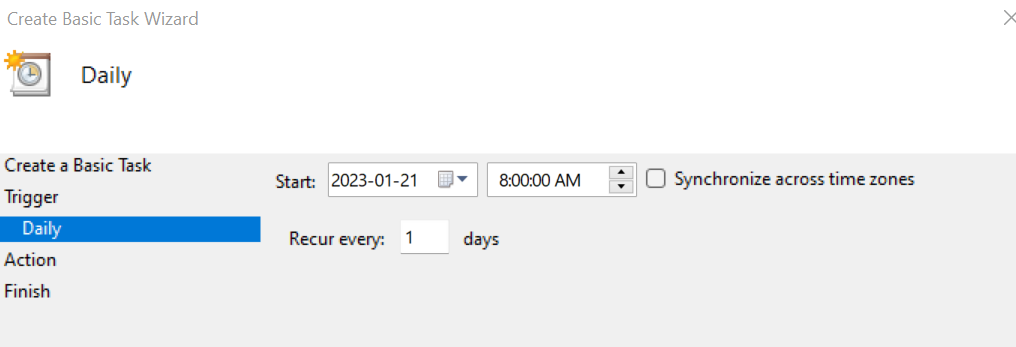 Create Basic Task Wizard
Daily
Create a Basic Task
Trigger
Daily
Action
Finish
Start: 2023-01-21 8:00:00 AM Synchronize across time zones
Recur every: 1 days